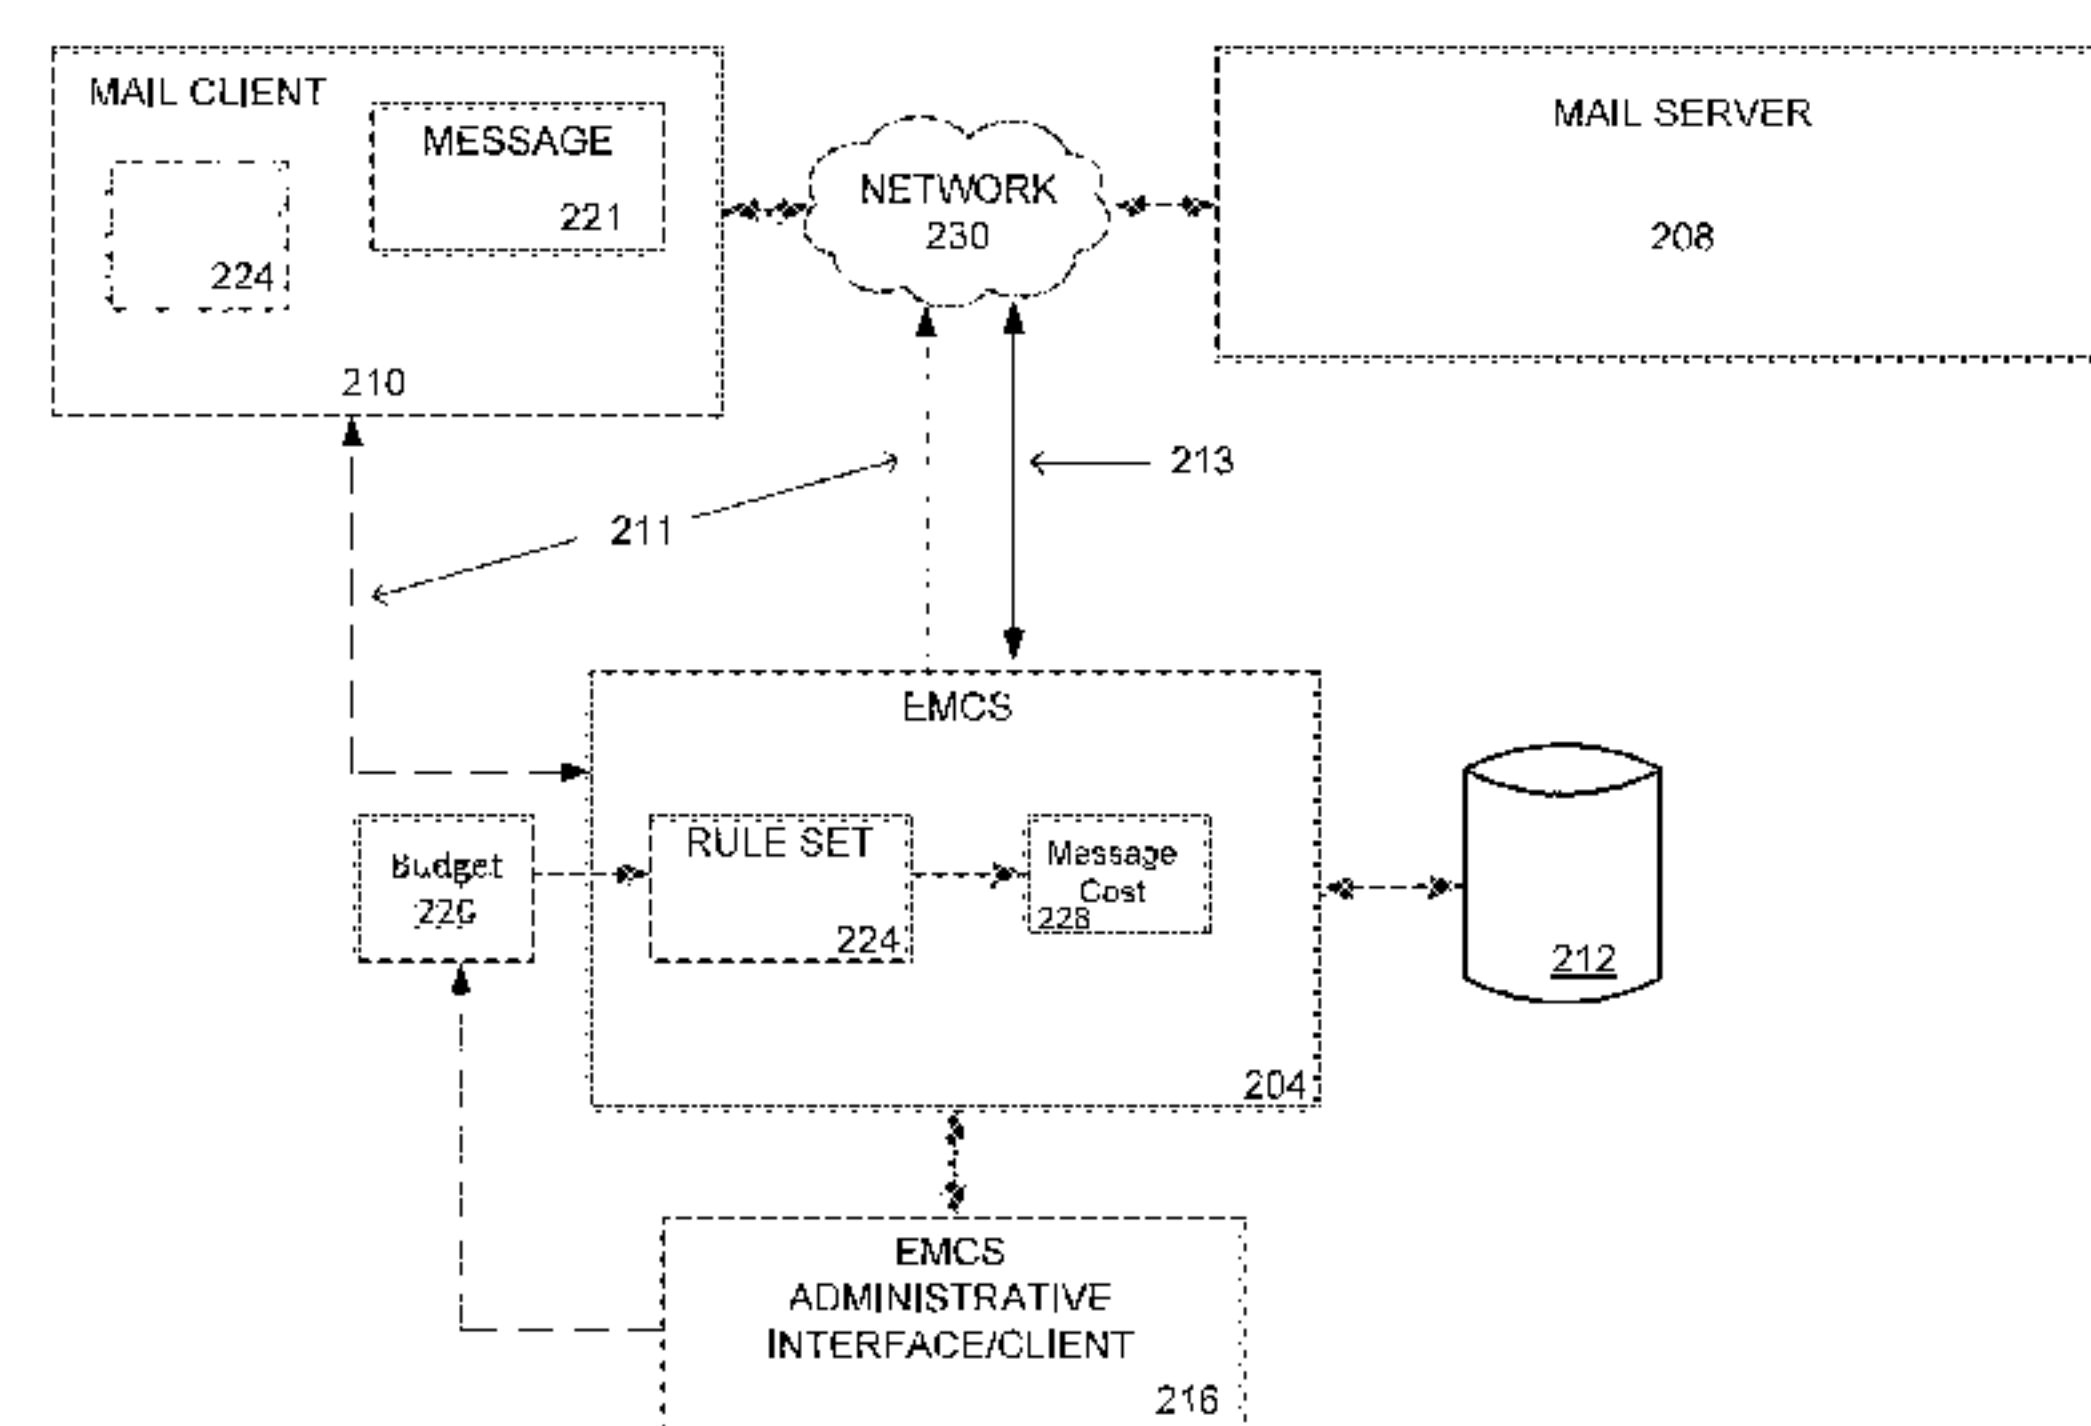 MAIL CLIENT
MESSAGE
221
224
210
NETWORK
230
MAIL SERVER
208
211
213
EMCS
Budget
226
RULE SET
224
Message
Cost
228
204
212
EMCS
ADMINISTRATIVE
INTERFACE/CLIENT
216